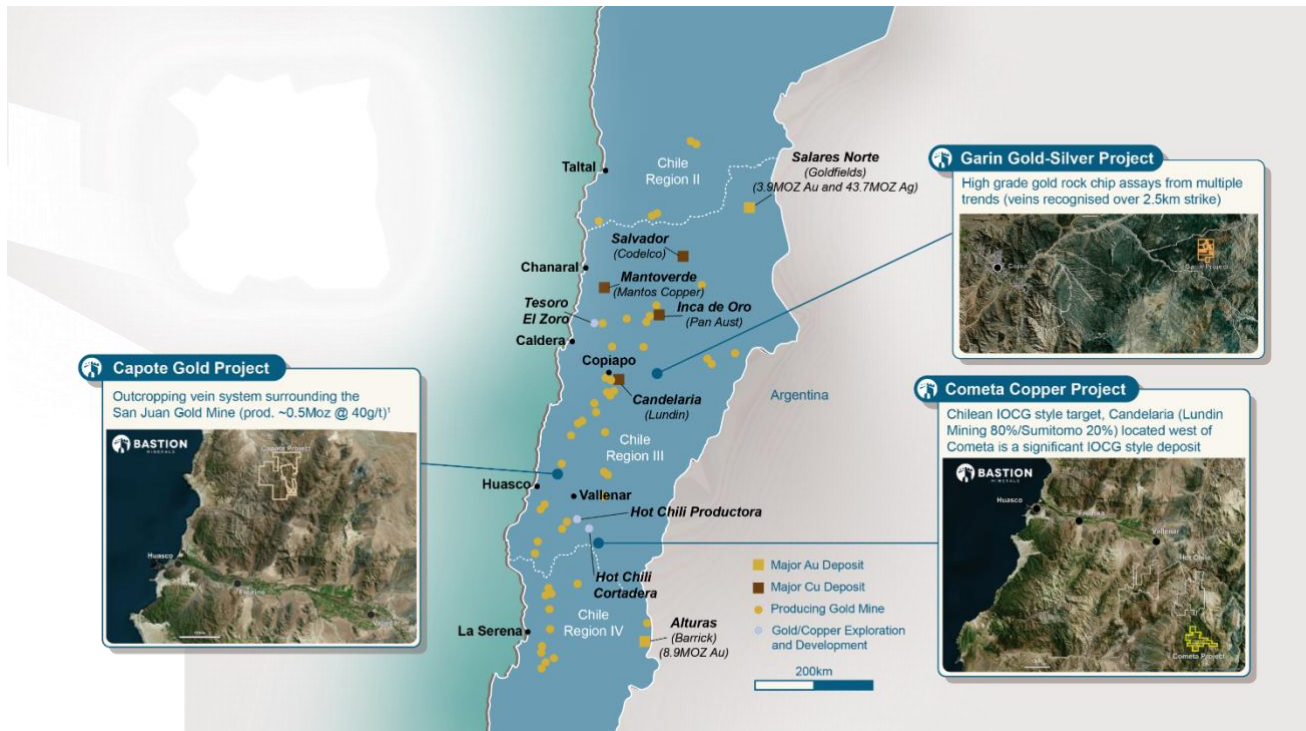 Taltal
Chile
Region II
Salares Norte
(Goldfields)
(3.9MOZ Au and 43.7MOZ Ag)
Salvador
(Codelco)
Chanaral
Mantoverde
(Mantos Copper)
Tesoro
El Zoro
Inca de Oro
(Pan Aust)
Caldera
Copiapo
Candelaria
(Lundin)
Argentina
Chile
Region III
Huasco
Vallenar
Hot Chili Productora
Hot Chili
Cortadera
Chile
Region IV
La Serena
Alturas
(Barrick)
(8.9MOZ Au)
Major Au Deposit
Major Cu Deposit
Producing Gold Mine
Gold/Copper Exploration
and Development
200km
Garin Gold-Silver Project
High grade gold rock chip assays from multiple
trends (veins recognised over 2.5km strike)
Capote Gold Project
Outcropping vein system surrounding the
San Juan Gold Mine (prod. ~0.5Moz @ 40g/t)¹
BASTION
MINERALS
Capote Project
Huasco
Freirina
Vallenar
Cometa Copper Project
Chilean IOCG style target, Candelaria (Lundin
Mining 80%/Sumitomo 20%) located west of
Cometa is a significant IOCG style deposit
BASTION
MINERALS
Huasco
Vallenar
Hot Chili
Cometa Project